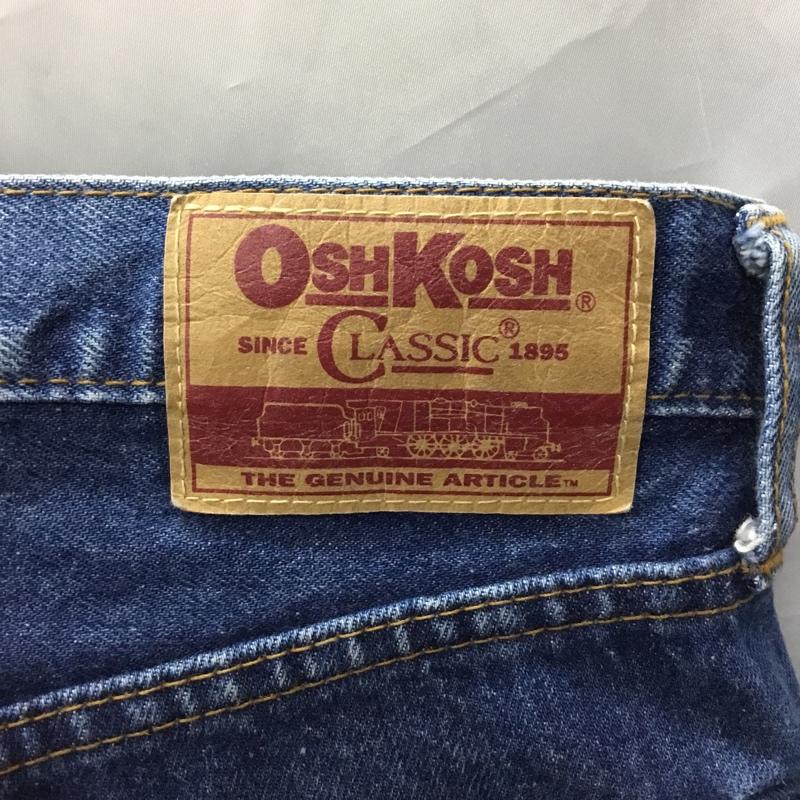 OSHKOSH®
SINCE CLASSIC® 1895
THE GENUINE ARTICLE™